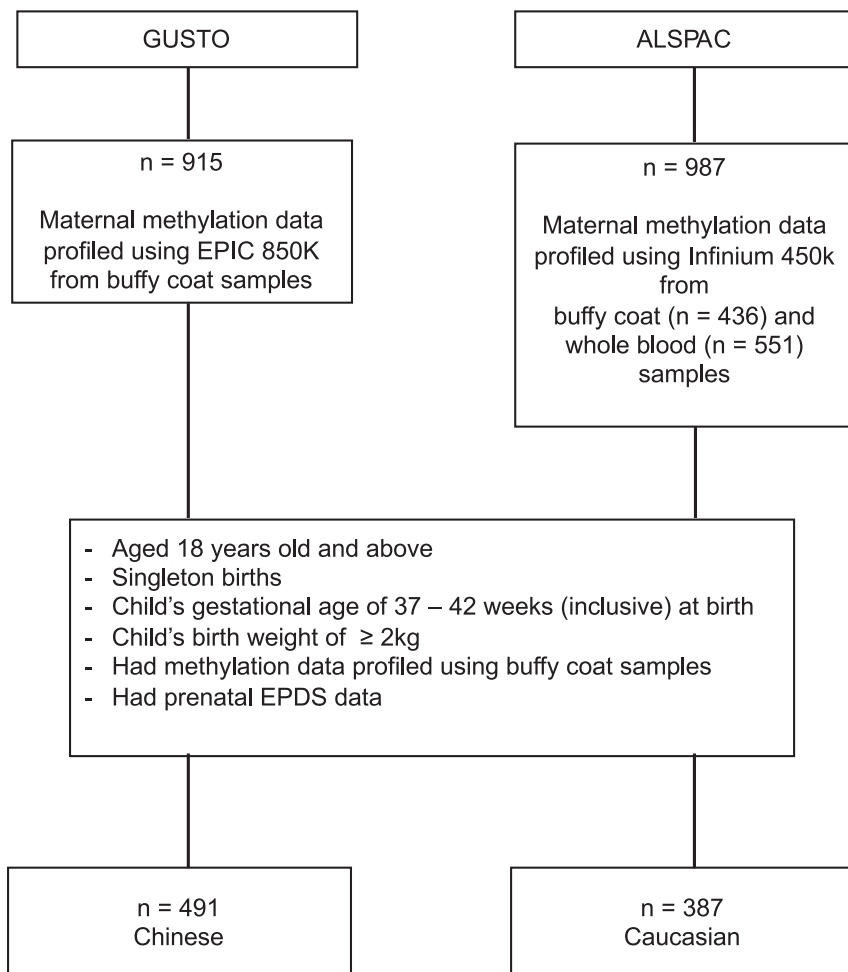 GUSTO
ALSPAC
n = 915
Maternal methylation data
profiled using EPIC 850K
from buffy coat samples
n = 987
Maternal methylation data
profiled using Infinium 450k
from
buffy coat (n = 436) and
whole blood (n = 551)
samples
- Aged 18 years old and above
- Singleton births
- Child's gestational age of 37 – 42 weeks (inclusive) at birth
- Child's birth weight of ≥ 2kg
- Had methylation data profiled using buffy coat samples
- Had prenatal EPDS data
n = 491
Chinese
n = 387
Caucasian